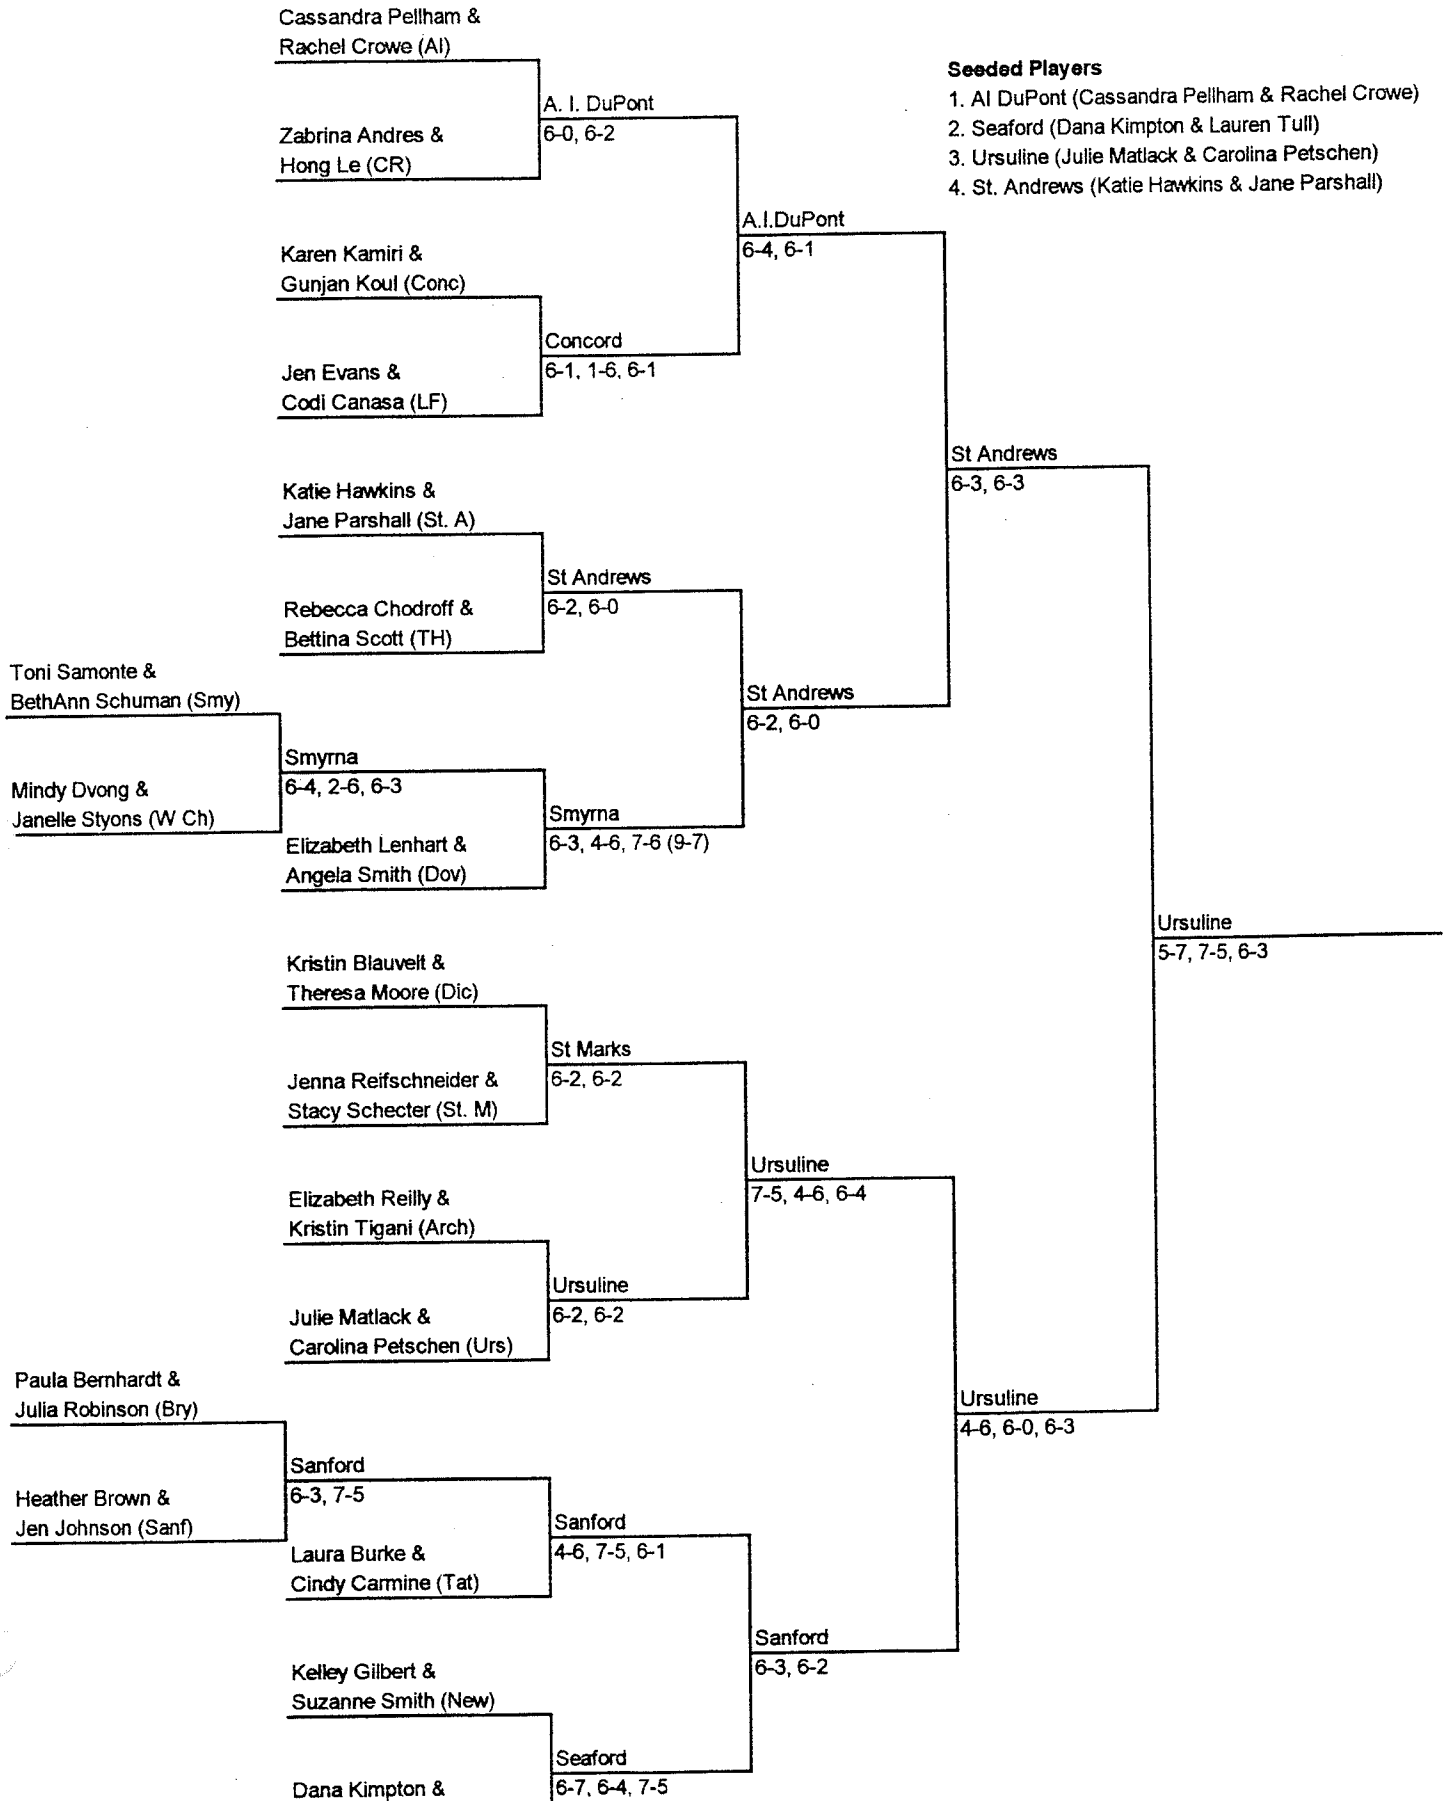 Cassandra Pellham &
Rachel Crowe (AI)
Seeded Players
1. AI DuPont (Cassandra Pellham & Rachel Crowe)
2. Seaford (Dana Kimpton & Lauren Tull)
3. Ursuline (Julie Matlack & Carolina Petschen)
4. St. Andrews (Katie Hawkins & Jane Parshall)
A. I. DuPont
6-0, 6-2
Zabrina Andres &
Hong Le (CR)
A.I.DuPont
6-4, 6-1
Karen Kamiri &
Gunjan Koul (Conc)
Concord
6-1, 1-6, 6-1
Jen Evans &
Codi Canasa (LF)
St Andrews
6-3, 6-3
Katie Hawkins &
Jane Parshall (St. A)
St Andrews
6-2, 6-0
Rebecca Chodroff &
Bettina Scott (TH)
Toni Samonte &
BethAnn Schuman (Smy)
St Andrews
6-2, 6-0
Smyrna
6-4, 2-6, 6-3
Mindy Dvong &
Janelle Styons (W Ch)
Smyrna
6-3, 4-6, 7-6 (9-7)
Elizabeth Lenhart &
Angela Smith (Dov)
Ursuline
5-7, 7-5, 6-3
Kristin Blauvelt &
Theresa Moore (Dic)
St Marks
6-2, 6-2
Jenna Reifschneider &
Stacy Schecter (St. M)
Ursuline
7-5, 4-6, 6-4
Elizabeth Reilly &
Kristin Tigani (Arch)
Ursuline
6-2, 6-2
Julie Matlack &
Carolina Petschen (Urs)
Paula Bernhardt &
Julia Robinson (Bry)
Ursuline
4-6, 6-0, 6-3
Sanford
6-3, 7-5
Heather Brown &
Jen Johnson (Sanf)
Sanford
4-6, 7-5, 6-1
Laura Burke &
Cindy Carmine (Tat)
Sanford
6-3, 6-2
Kelley Gilbert &
Suzanne Smith (New)
Seaford
6-7, 6-4, 7-5
Dana Kimpton &